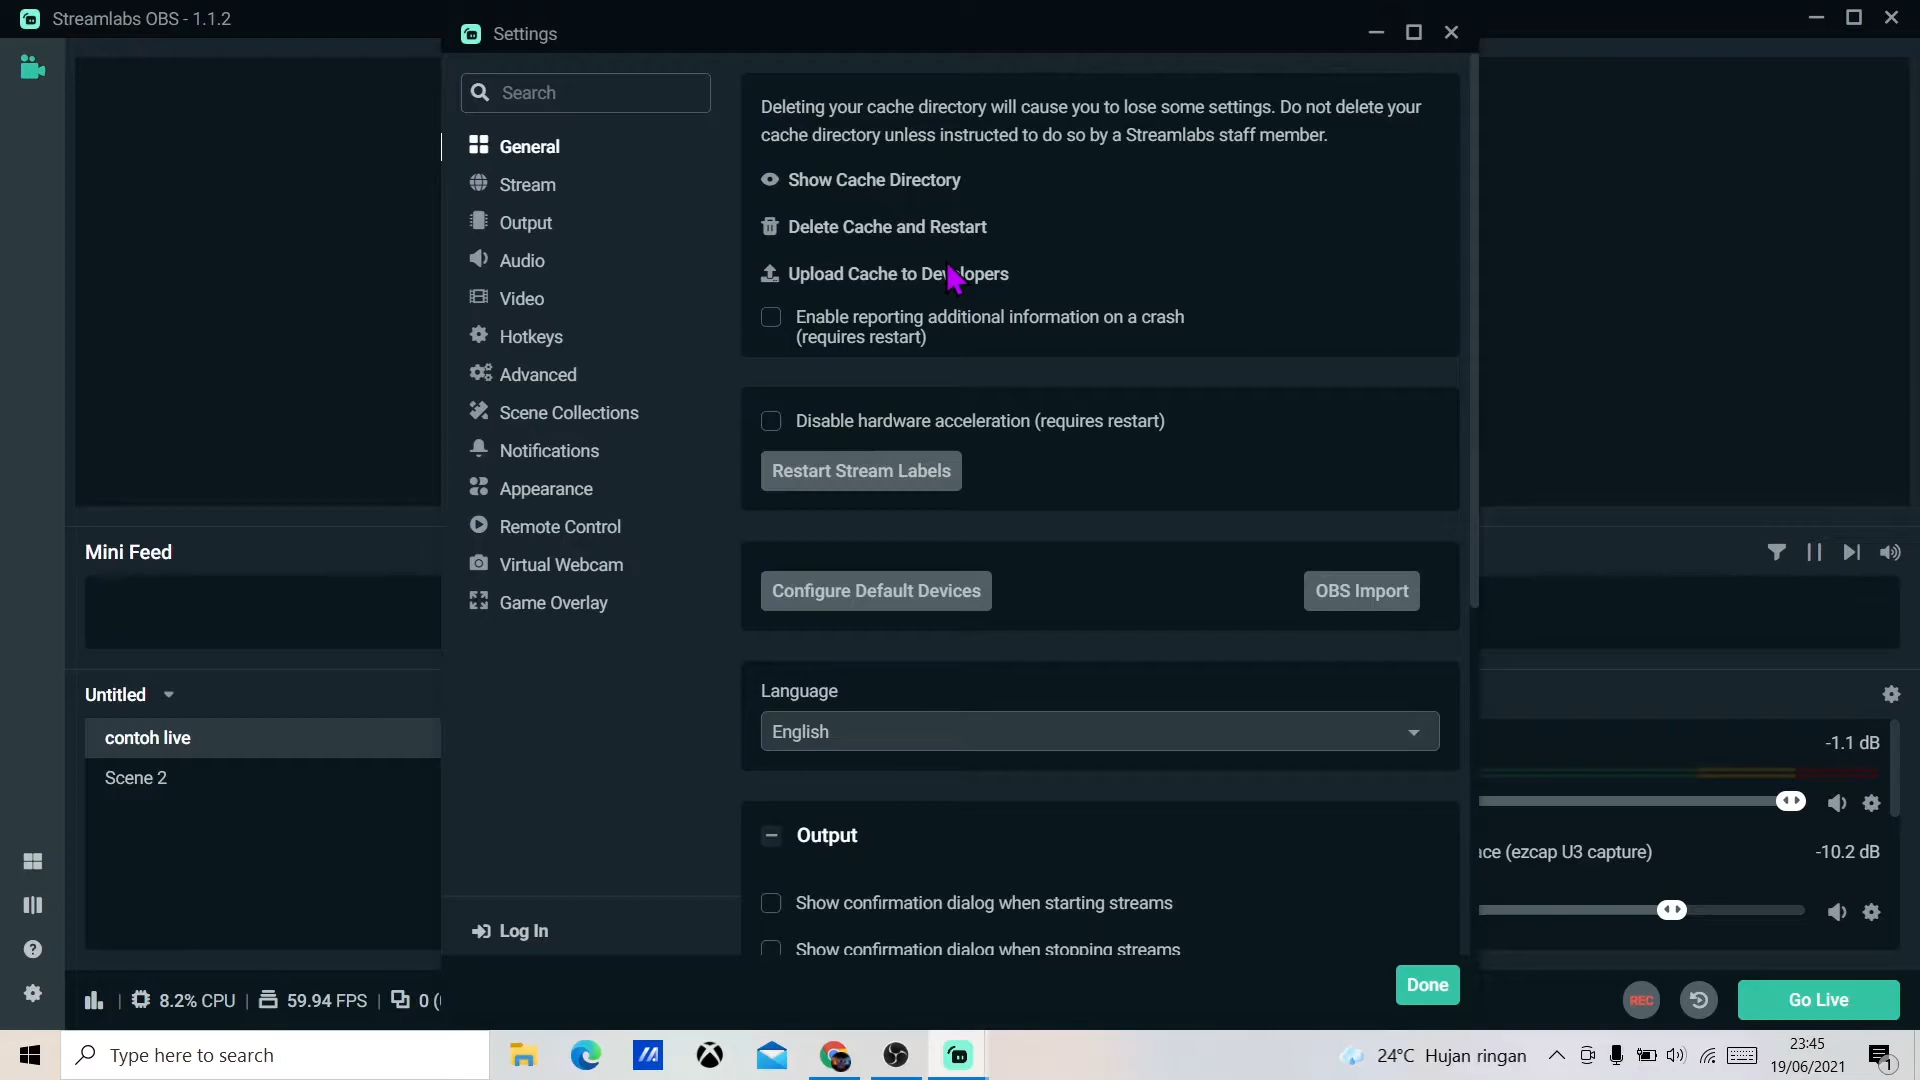 Streamlabs OBS - 1.1.2
Settings
Search
General
Stream
Output
Audio
Video
Hotkeys
Advanced
Scene Collections
Notifications
Appearance
Remote Control
Virtual Webcam
Game Overlay
Log In
Deleting your cache directory will cause you to lose some settings. Do not delete your
cache directory unless instructed to do so by a Streamlabs staff member.
Show Cache Directory
Delete Cache and Restart
Upload Cache to Developers
Enable reporting additional information on a crash
(requires restart)
Disable hardware acceleration (requires restart)
Restart Stream Labels
Configure Default Devices
OBS Import
Language
English
Output
Show confirmation dialog when starting streams
Show confirmation dialog when stopping streams
Done
Mini Feed
Untitled
contoh live
Scene 2
-1.1 dB
(ezcap U3 capture)
-10.2 dB
8.2% CPU
59.94 FPS
0 (
REC
Go Live
Type here to search
24°C Hujan ringan
23:45
19/06/2021
1